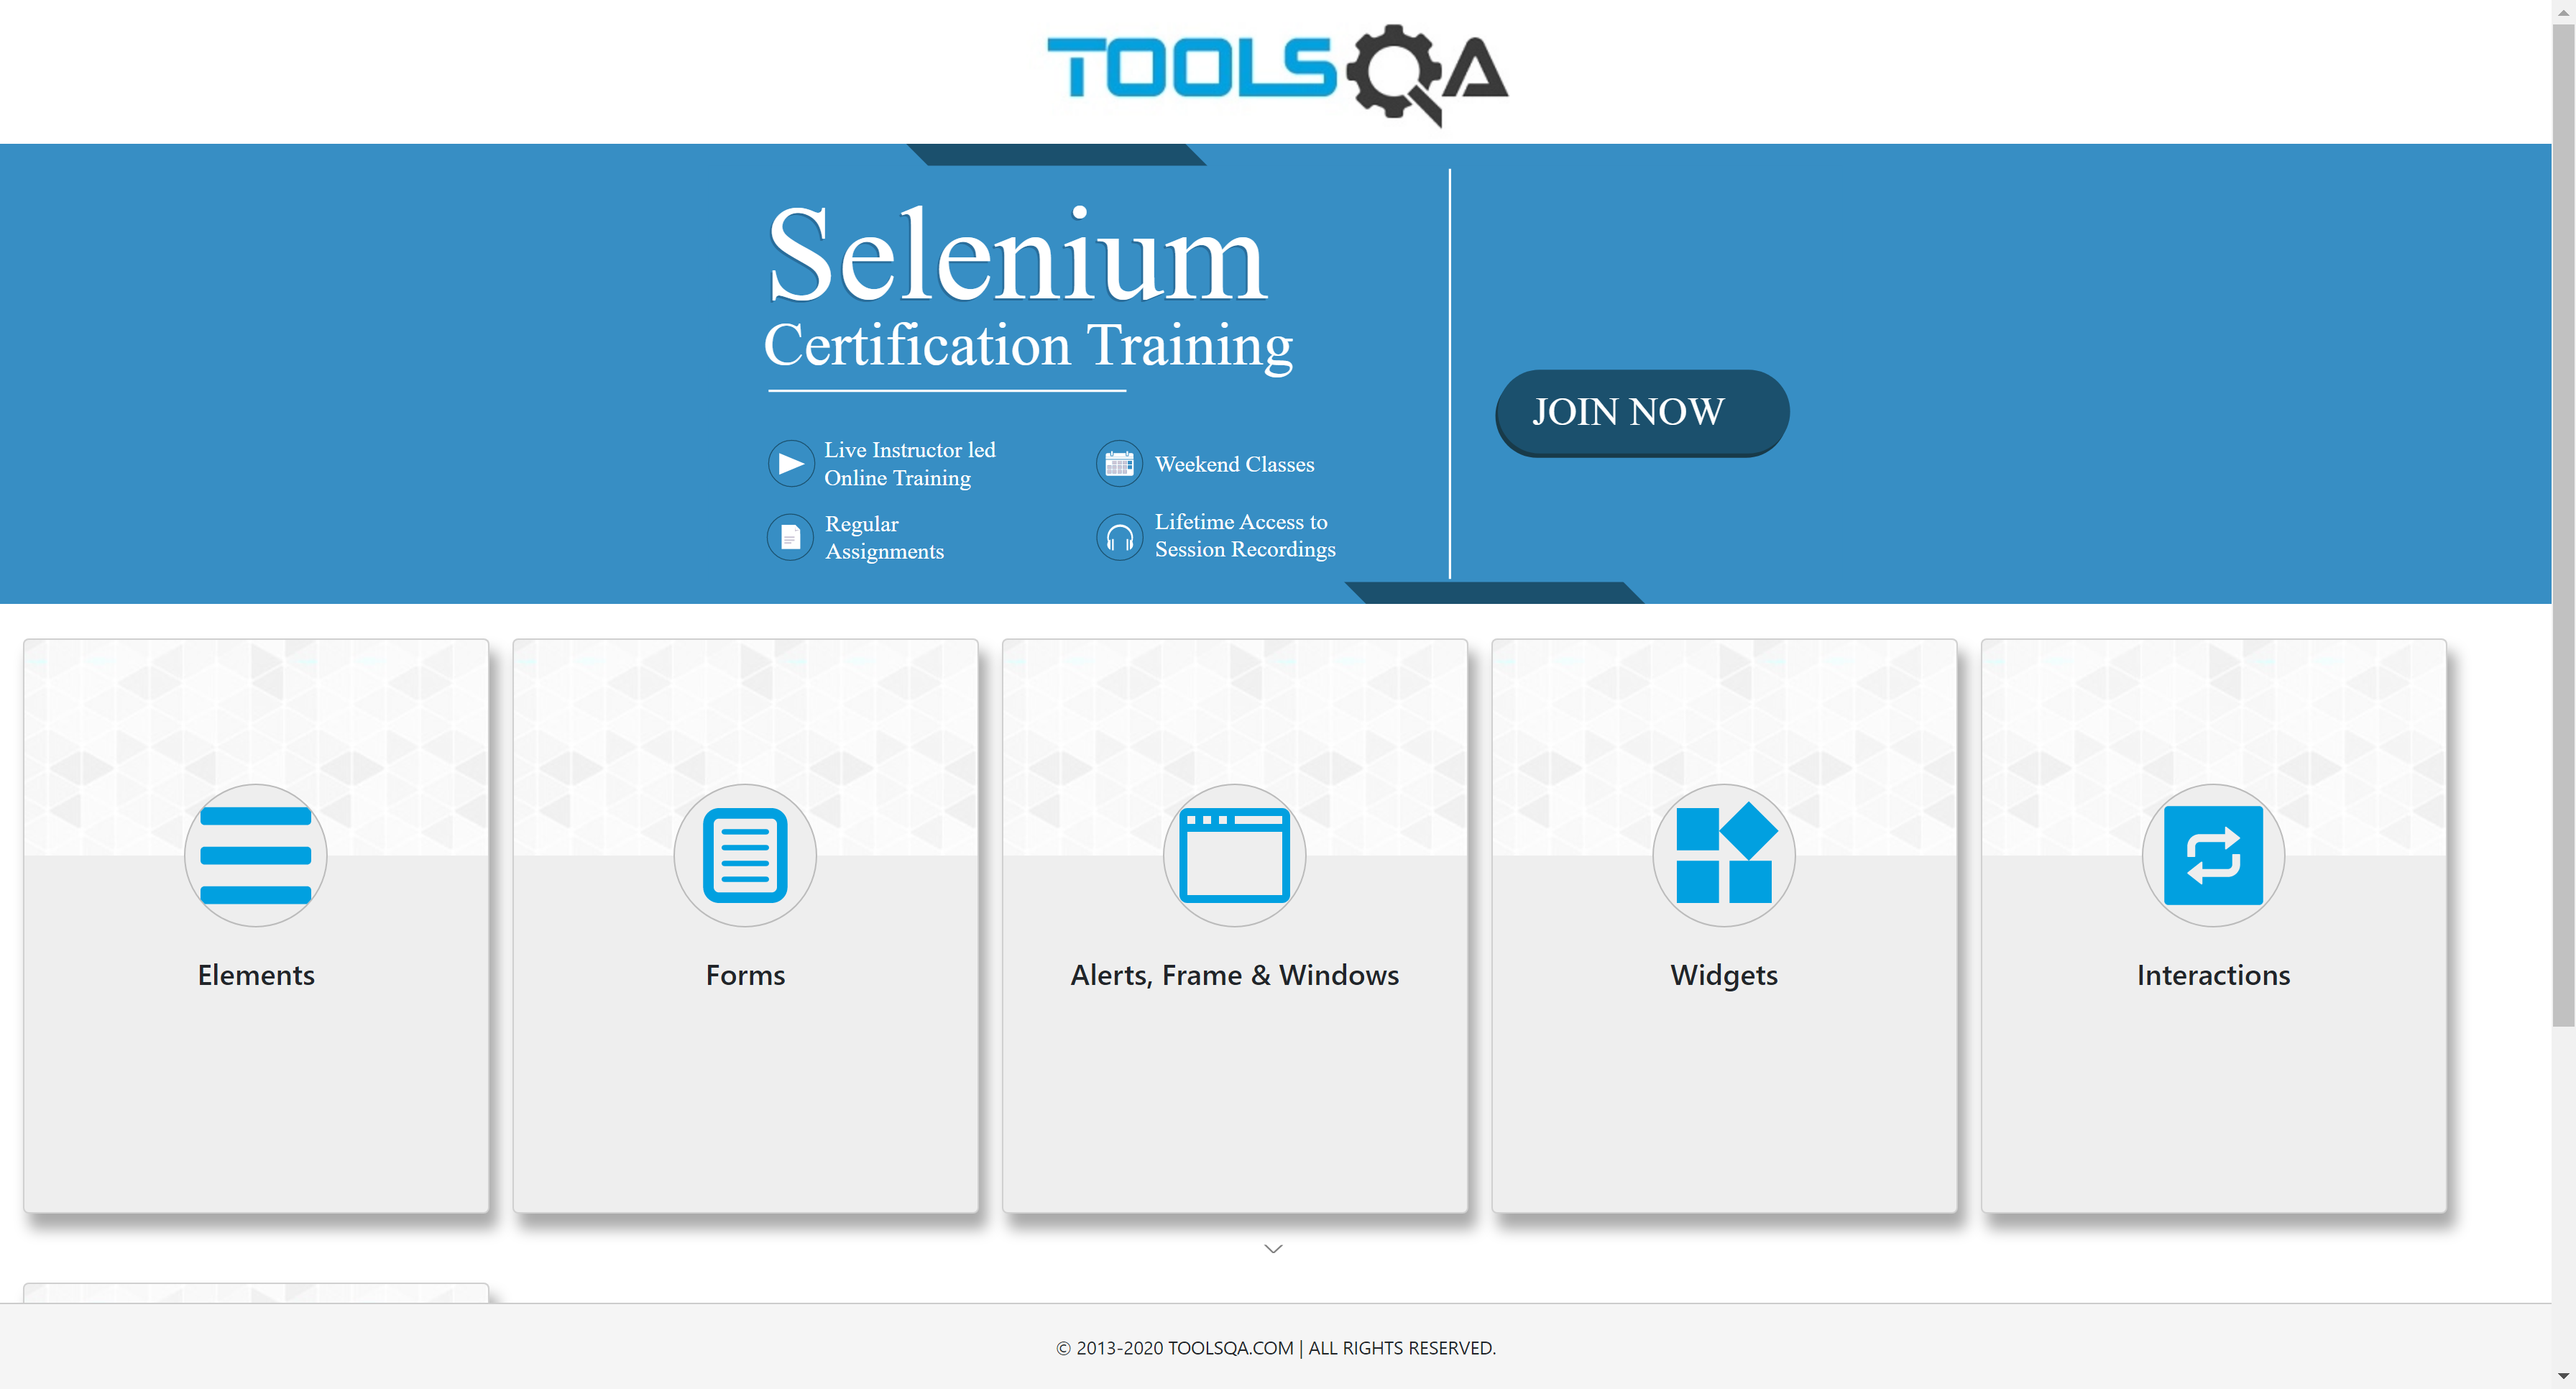 TOOLSQA
Selenium
Certification Training
Live Instructor led
Online Training
Weekend Classes
Regular
Assignments
Lifetime Access to
Session Recordings
JOIN NOW
Elements
Forms
Alerts, Frame & Windows
Widgets
Interactions
© 2013-2020 TOOLSQA.COM | ALL RIGHTS RESERVED.